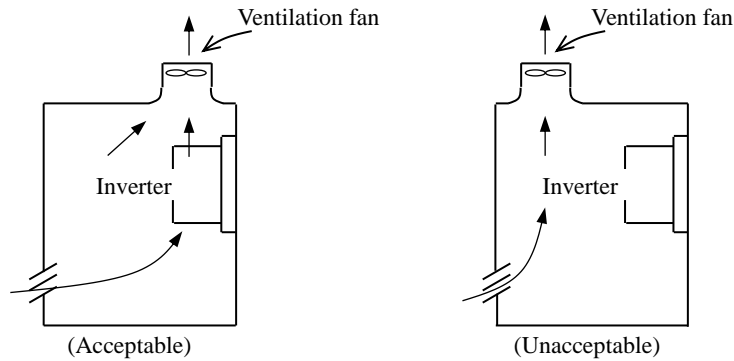 Ventilation fan
Inverter
(Acceptable)
Ventilation fan
Inverter
(Unacceptable)